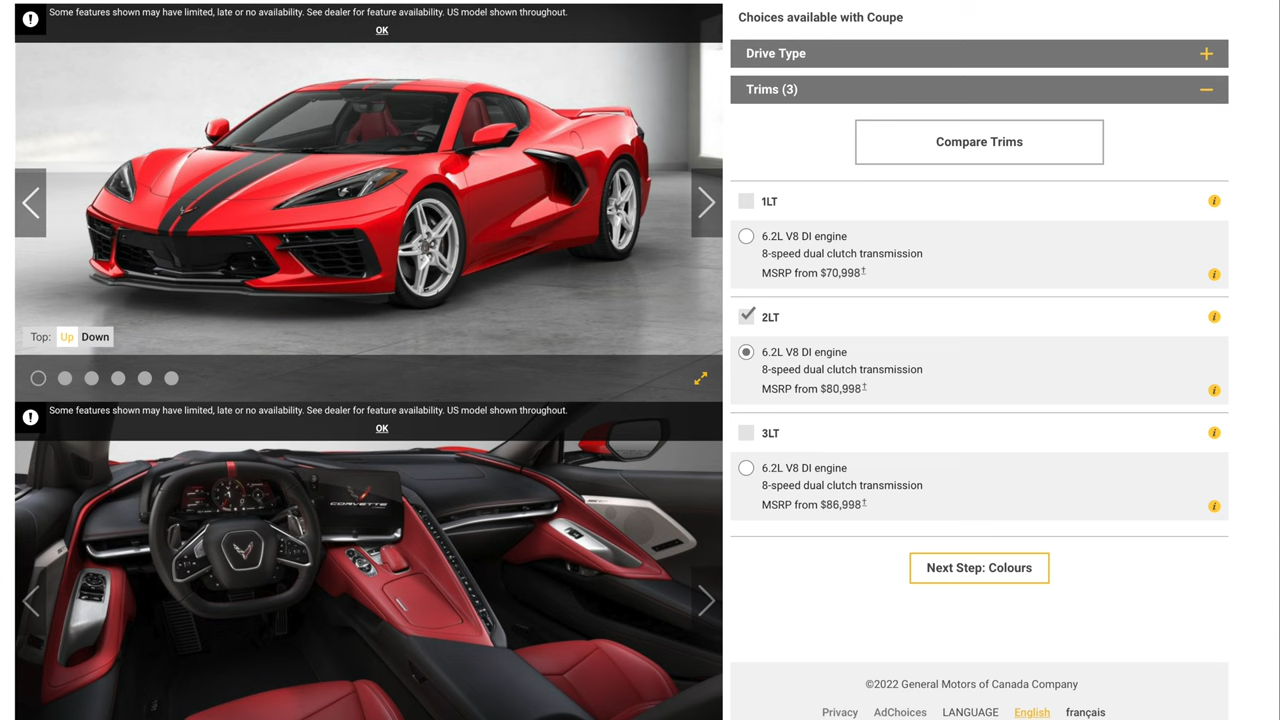 Some features shown may have limited, late or no availability. See dealer for feature availability. US model shown throughout.
OK
Top: Up Down
Some features shown may have limited, late or no availability. See dealer for feature availability. US model shown throughout.
OK
CORVETTE
Choices available with Coupe
Drive Type
Trims (3)
Compare Trims
1LT
6.2L V8 DI engine
8-speed dual clutch transmission
MSRP from $70,998†
2LT
6.2L V8 DI engine
8-speed dual clutch transmission
MSRP from $80,998†
3LT
6.2L V8 DI engine
8-speed dual clutch transmission
MSRP from $86,998†
Next Step: Colours
©2022 General Motors of Canada Company
Privacy AdChoices LANGUAGE English français